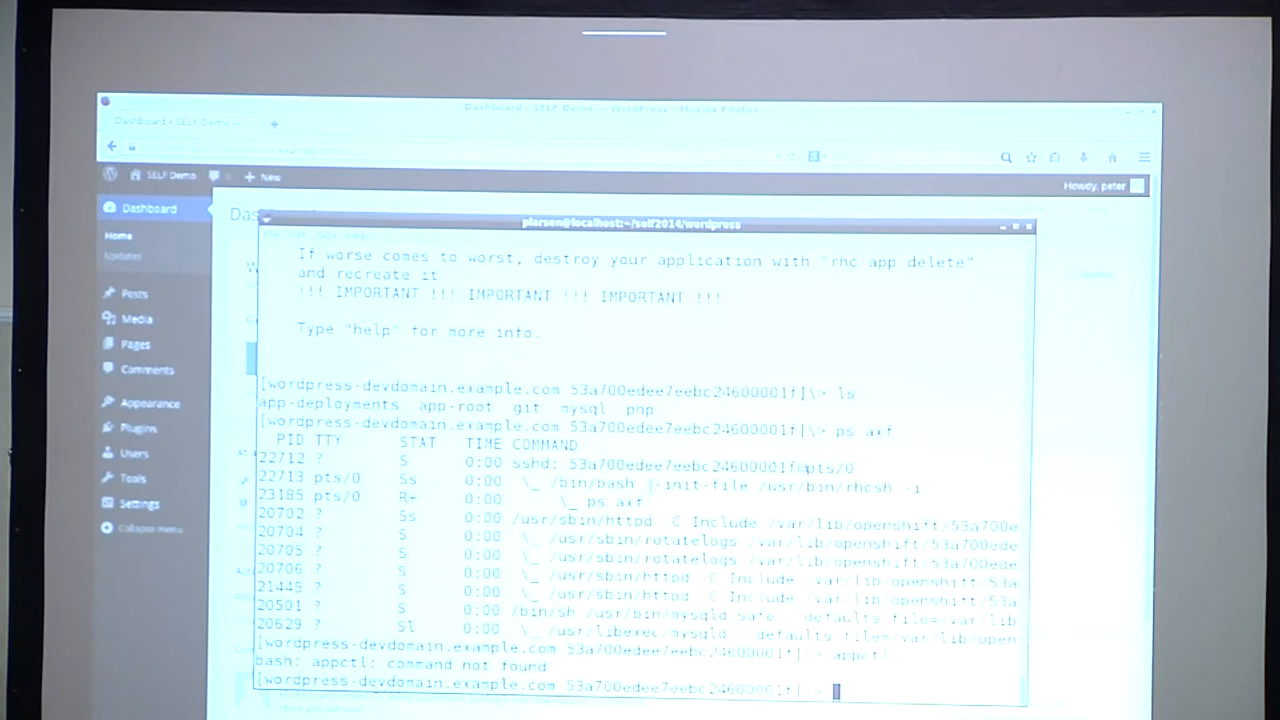 Dashboard ‹ SELF Demo — WordPress - Mozilla Firefox
Dashboard ‹ SELF Demo
SELF Demo
New
Howdy, peter
Dashboard
Home
Updates
Posts
Media
Pages
Comments
Appearance
Plugins
Users
Tools
Settings
Collapse menu
plarsen@localhost:~/self2014/wordpress
If worse comes to worst, destroy your application with "rhc app delete"
and recreate it
!!! IMPORTANT !!! IMPORTANT !!! IMPORTANT !!!
Type "help" for more info.
[wordpress-devdomain.example.com 53a700edee7eebc24600001f]\> ls
app-deployments app-root git mysql php
[wordpress-devdomain.example.com 53a700edee7eebc24600001f]\> ps axf
PID TTY STAT TIME COMMAND
22712 ? S 0:00 sshd: 53a700edee7eebc24600001f@pts/0
22713 pts/0 Ss 0:00 \_ /bin/bash --init-file /usr/bin/rhcsh -i
23185 pts/0 R+ 0:00 \_ ps axf
20702 ? Ss 0:00 /usr/sbin/httpd -C Include /var/lib/openshift/53a700e
20704 ? S 0:00 \_ /usr/sbin/rotatelogs /var/lib/openshift/53a700ede
20705 ? S 0:00 \_ /usr/sbin/rotatelogs /var/lib/openshift/53a700ede
20706 ? S 0:00 \_ /usr/sbin/httpd -C Include /var/lib/openshift/53a
21445 ? S 0:00 \_ /usr/sbin/httpd -C Include /var/lib/openshift/53a
20501 ? S 0:00 /bin/sh /usr/bin/mysqld_safe --defaults-file=/var/lib
20629 ? Sl 0:00 \_ /usr/libexec/mysqld --defaults-file=/var/lib/open
[wordpress-devdomain.example.com 53a700edee7eebc24600001f]\> appctl
bash: appctl: command not found
[wordpress-devdomain.example.com 53a700edee7eebc24600001f]\>